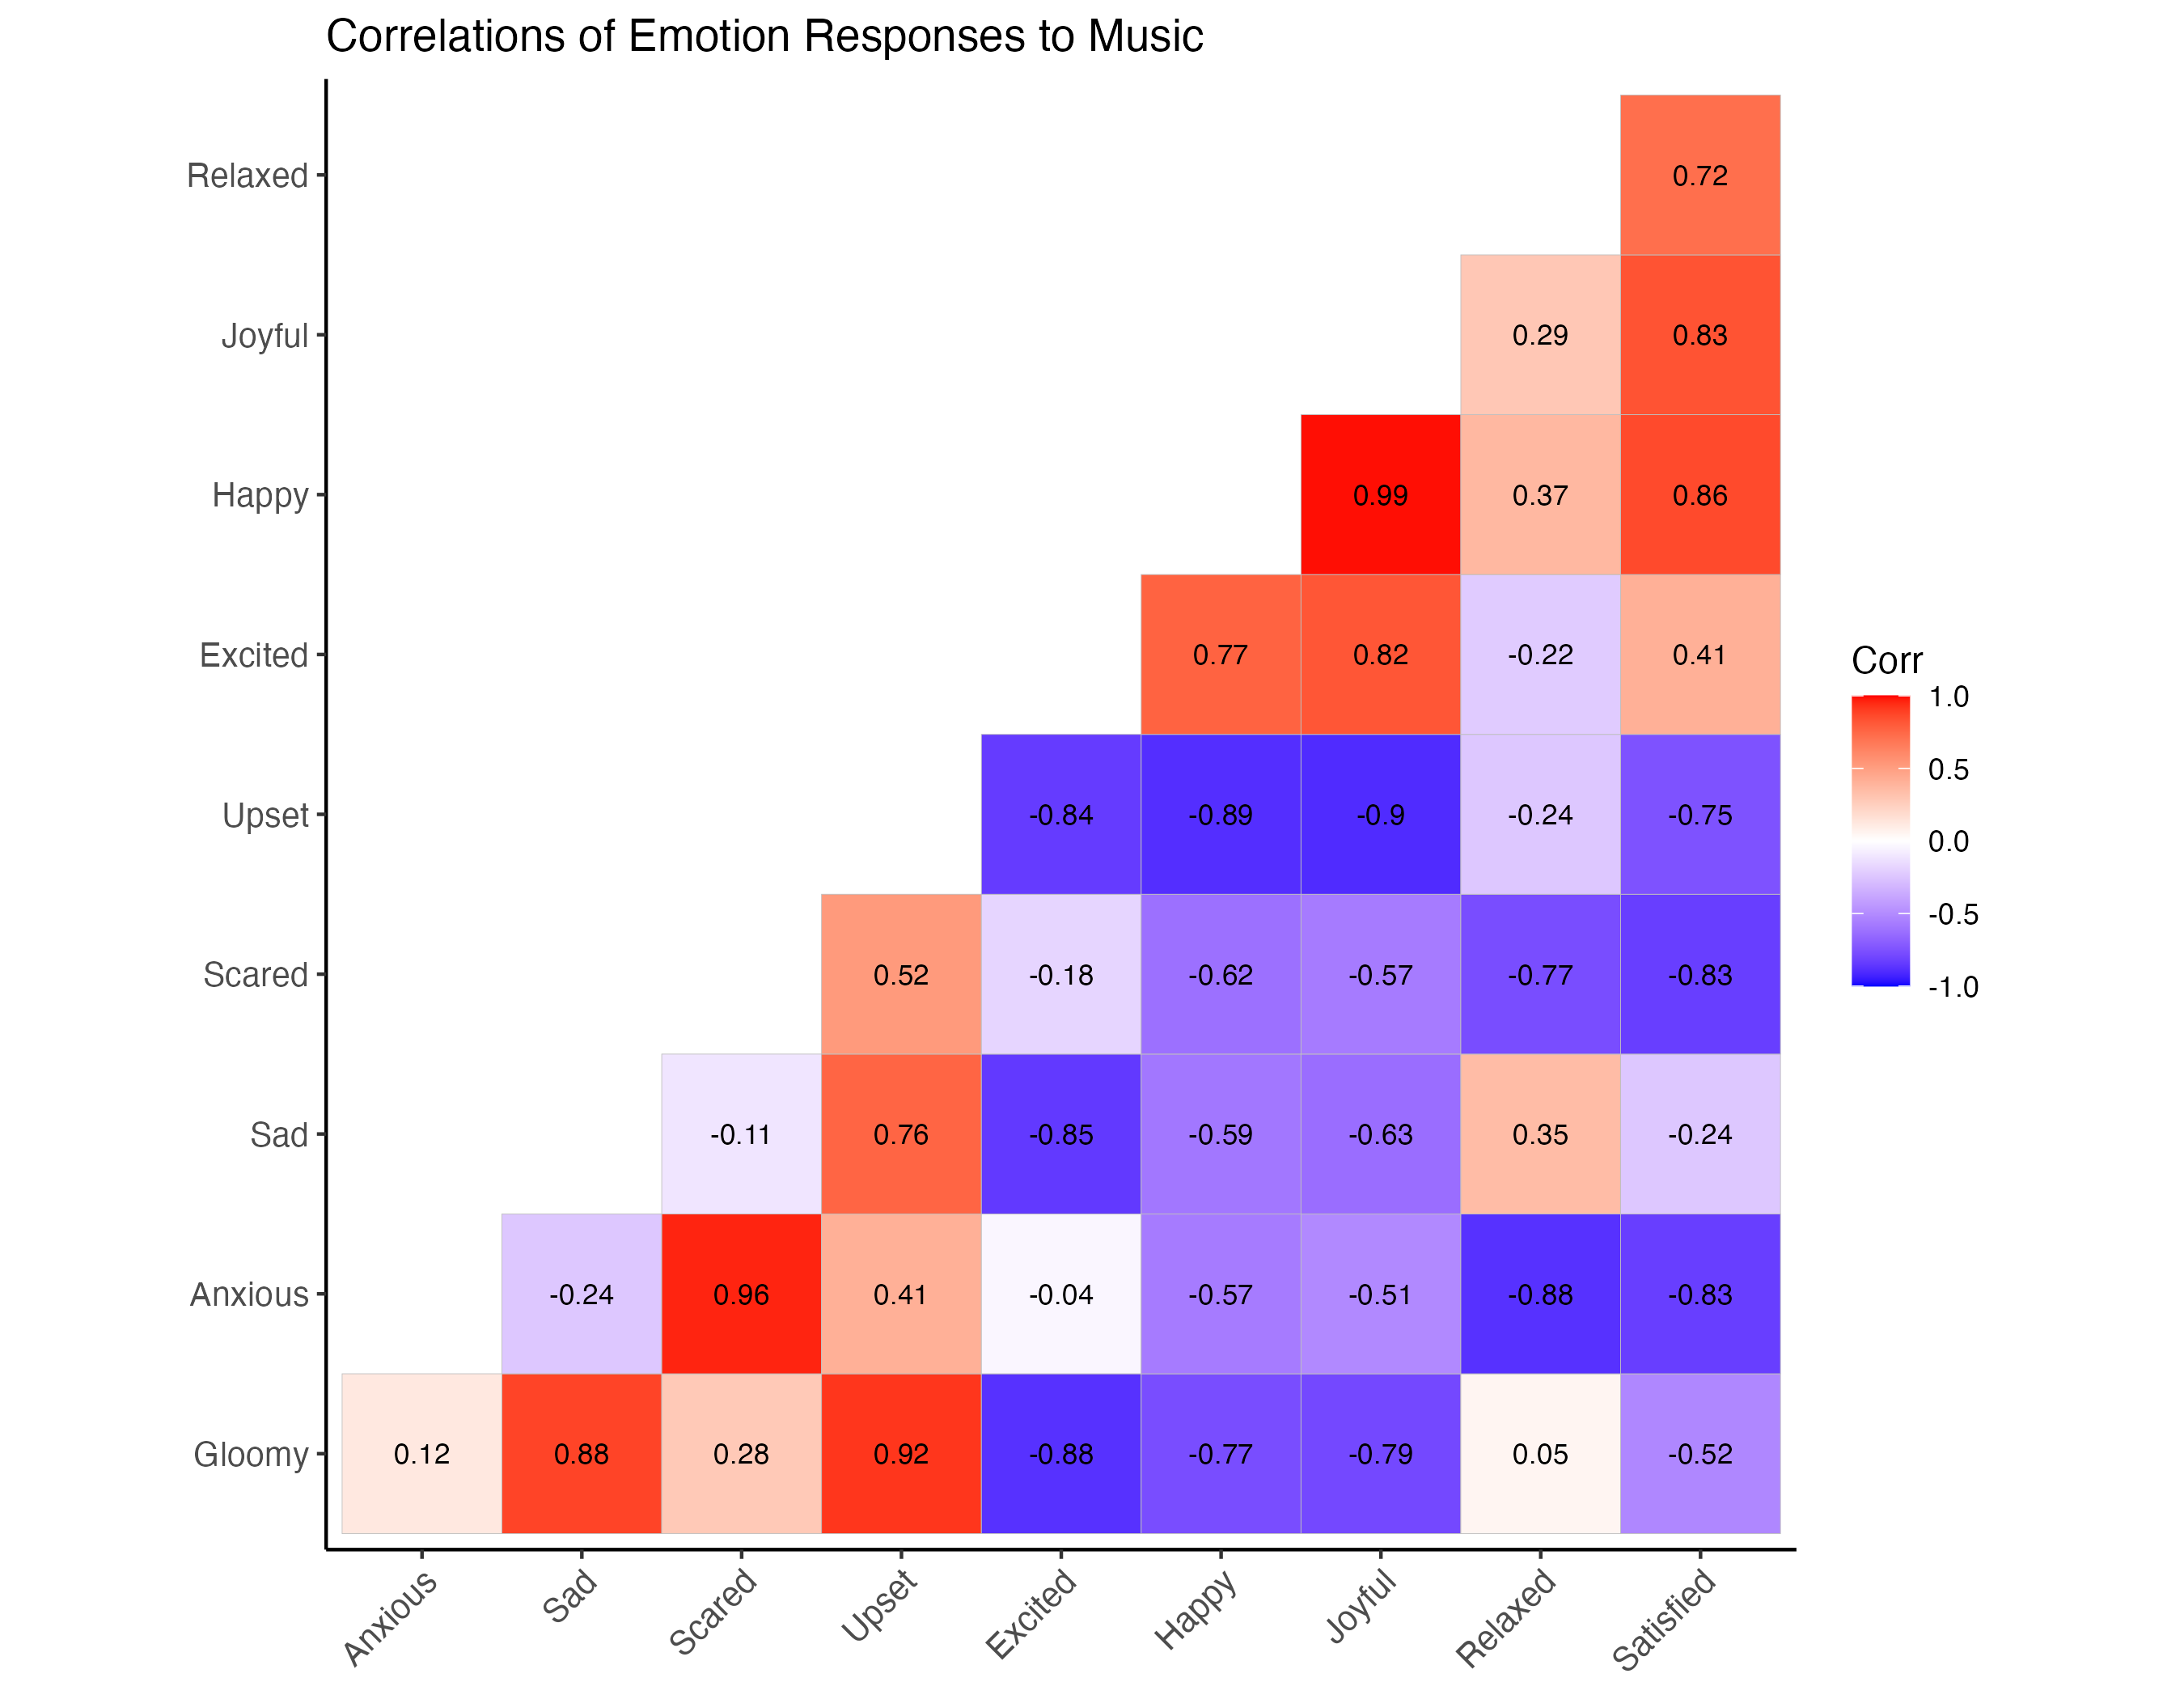 Correlations of Emotion Responses to Music
Relaxed 0.72
Joyful 0.29 0.83
Happy 0.99 0.37 0.86
Excited 0.77 0.82 -0.22 0.41
Upset -0.84 -0.89 -0.9 -0.24 -0.75
Scared 0.52 -0.18 -0.62 -0.57 -0.77 -0.83
Sad -0.11 0.76 -0.85 -0.59 -0.63 0.35 -0.24
Anxious -0.24 0.96 0.41 -0.04 -0.57 -0.51 -0.88 -0.83
Gloomy 0.12 0.88 0.28 0.92 -0.88 -0.77 -0.79 0.05 -0.52
Anxious Sad Scared Upset Excited Happy Joyful Relaxed Satisfied
Corr
1.0
0.5
0.0
-0.5
-1.0